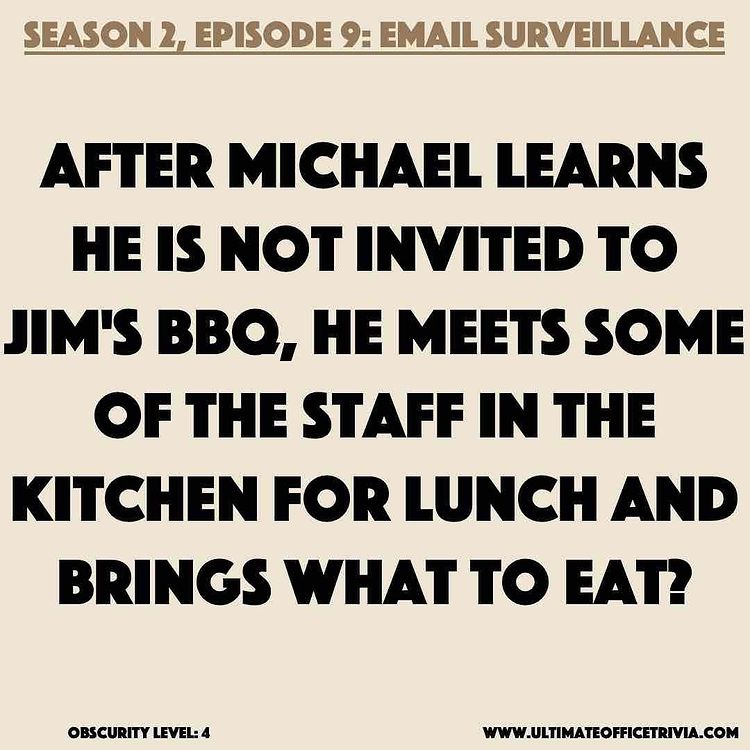 SEASON 2, EPISODE 9: EMAIL SURVEILLANCE
AFTER MICHAEL LEARNS
HE IS NOT INVITED TO
JIM'S BBQ, HE MEETS SOME
OF THE STAFF IN THE
KITCHEN FOR LUNCH AND
BRINGS WHAT TO EAT?
OBSCURITY LEVEL: 4
WWW.ULTIMATEOFFICETRIVIA.COM